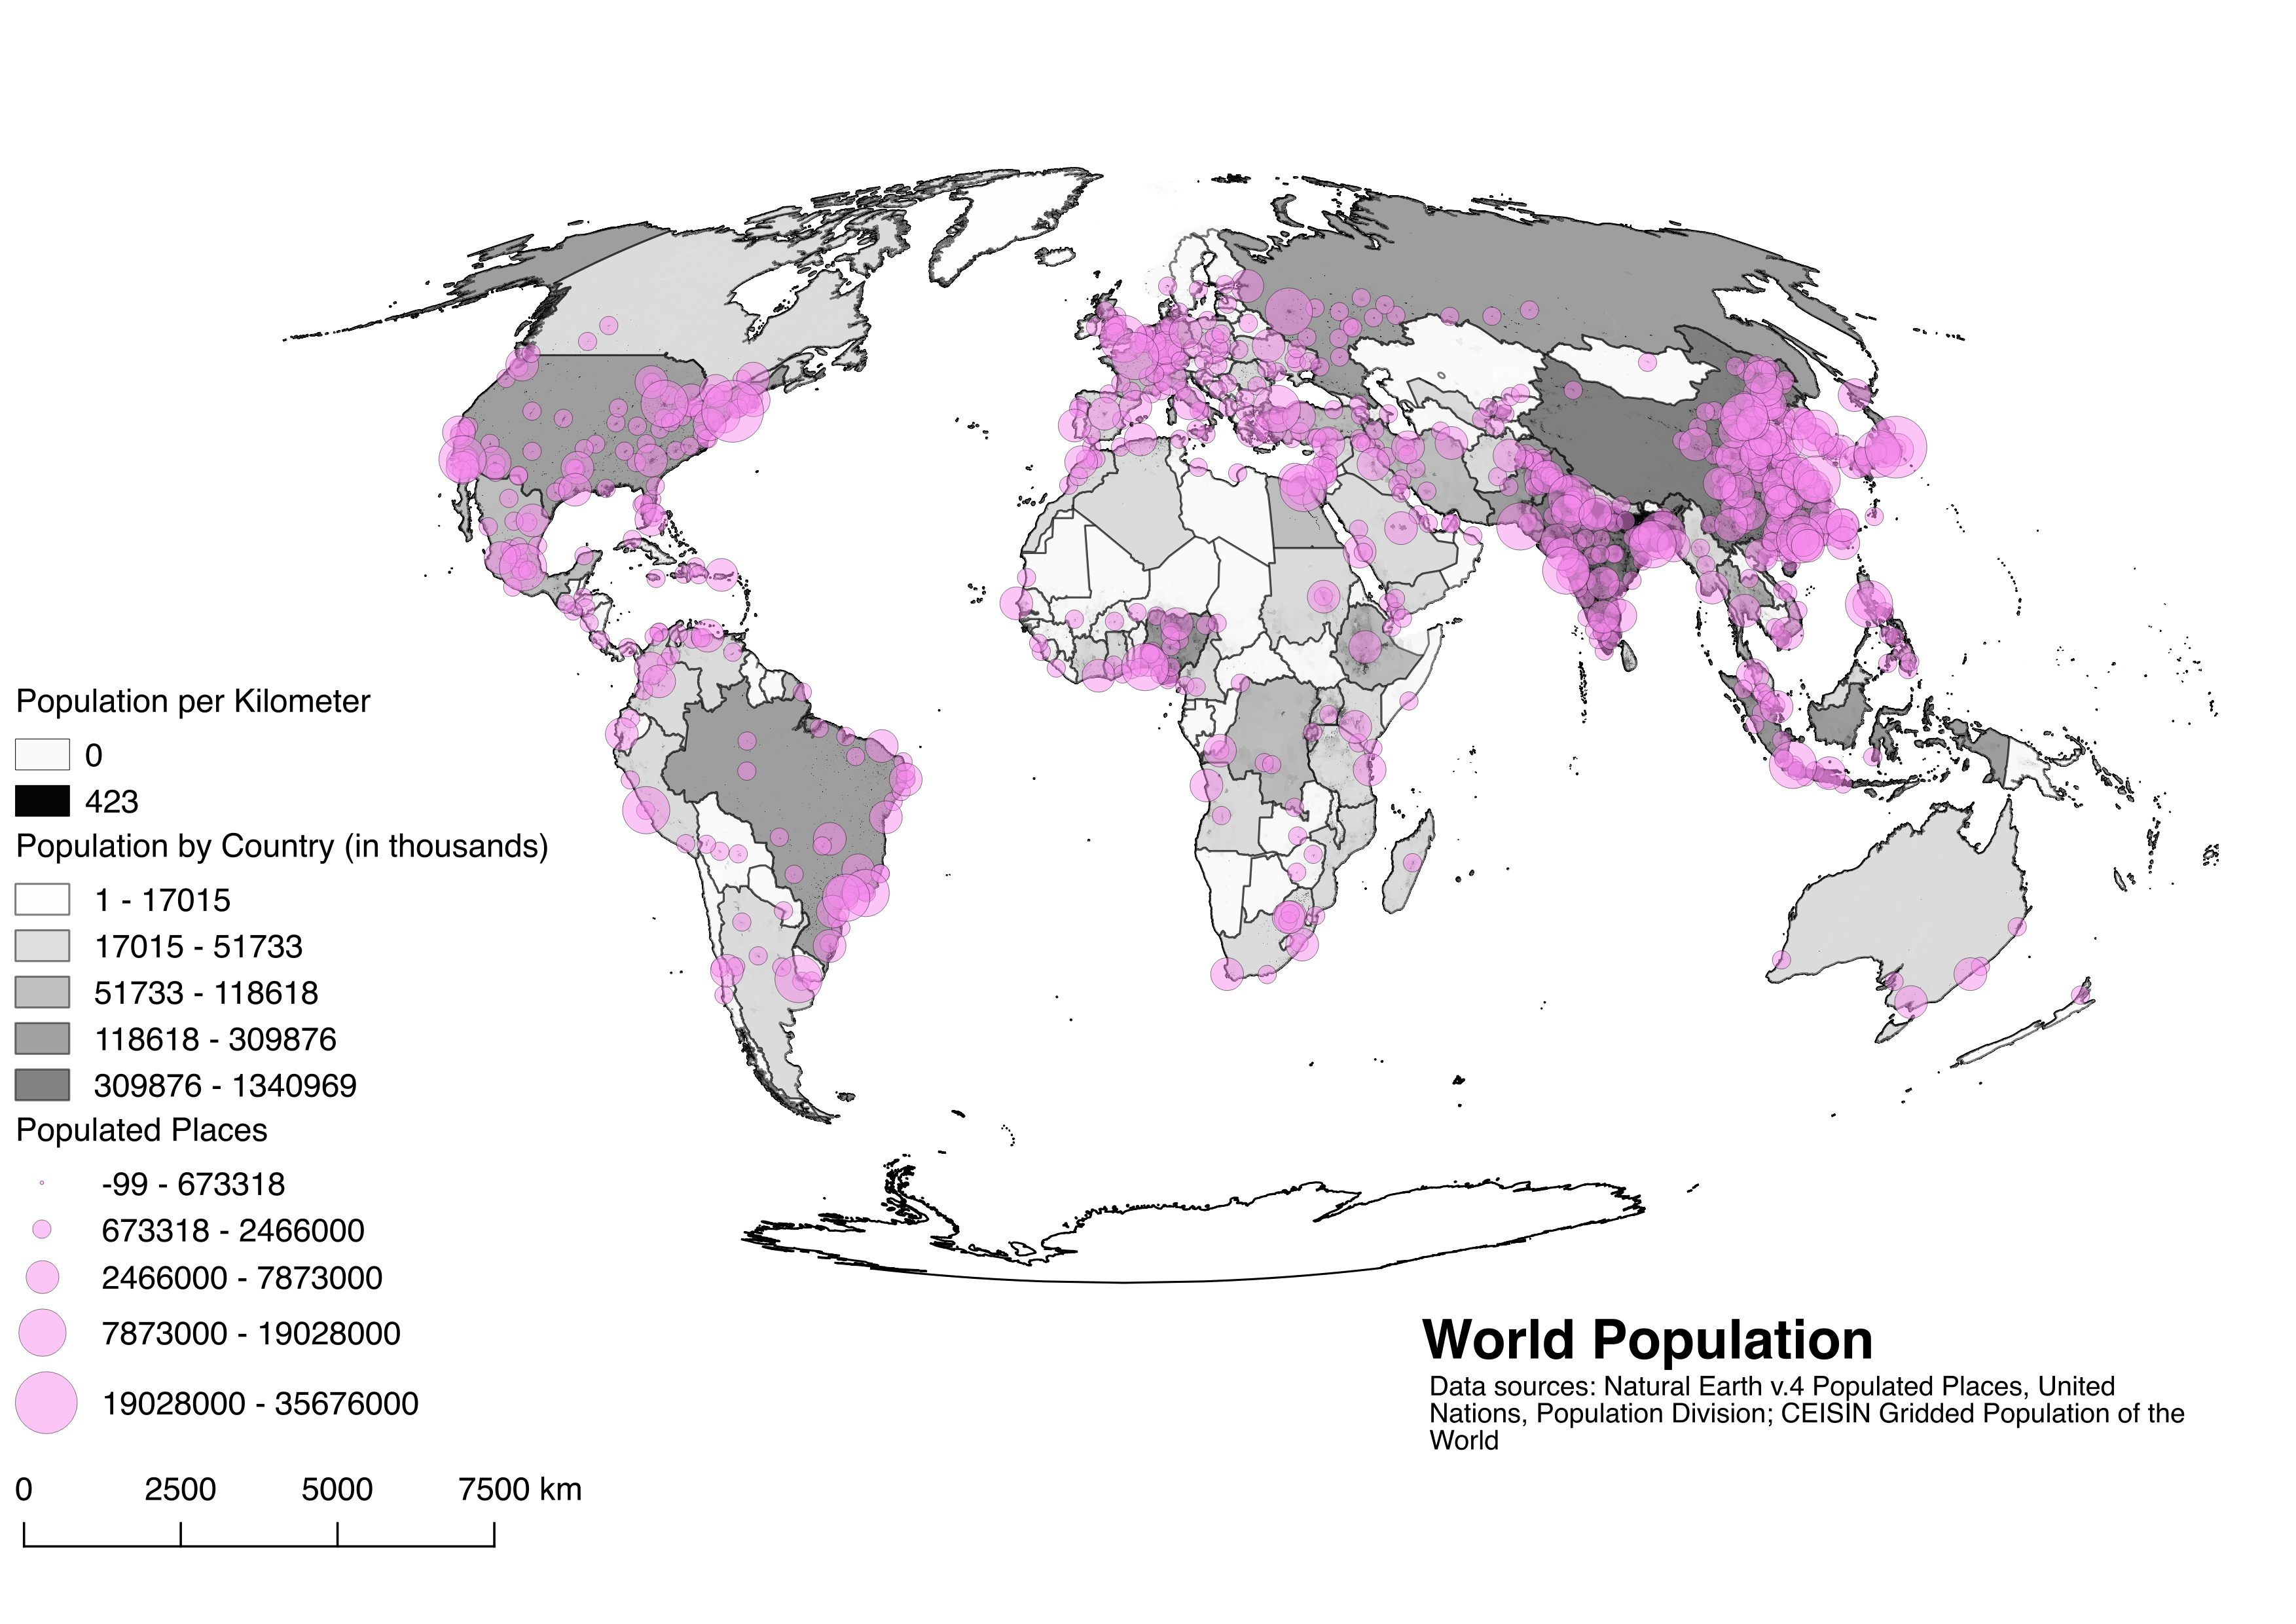 Population per Kilometer
0
423
Population by Country (in thousands)
1 - 17015
17015 - 51733
51733 - 118618
118618 - 309876
309876 - 1340969
Populated Places
-99 - 673318
673318 - 2466000
2466000 - 7873000
7873000 - 19028000
19028000 - 35676000
0 2500 5000 7500 km
World Population
Data sources: Natural Earth v.4 Populated Places, United
Nations, Population Division; CEISIN Gridded Population of the
World